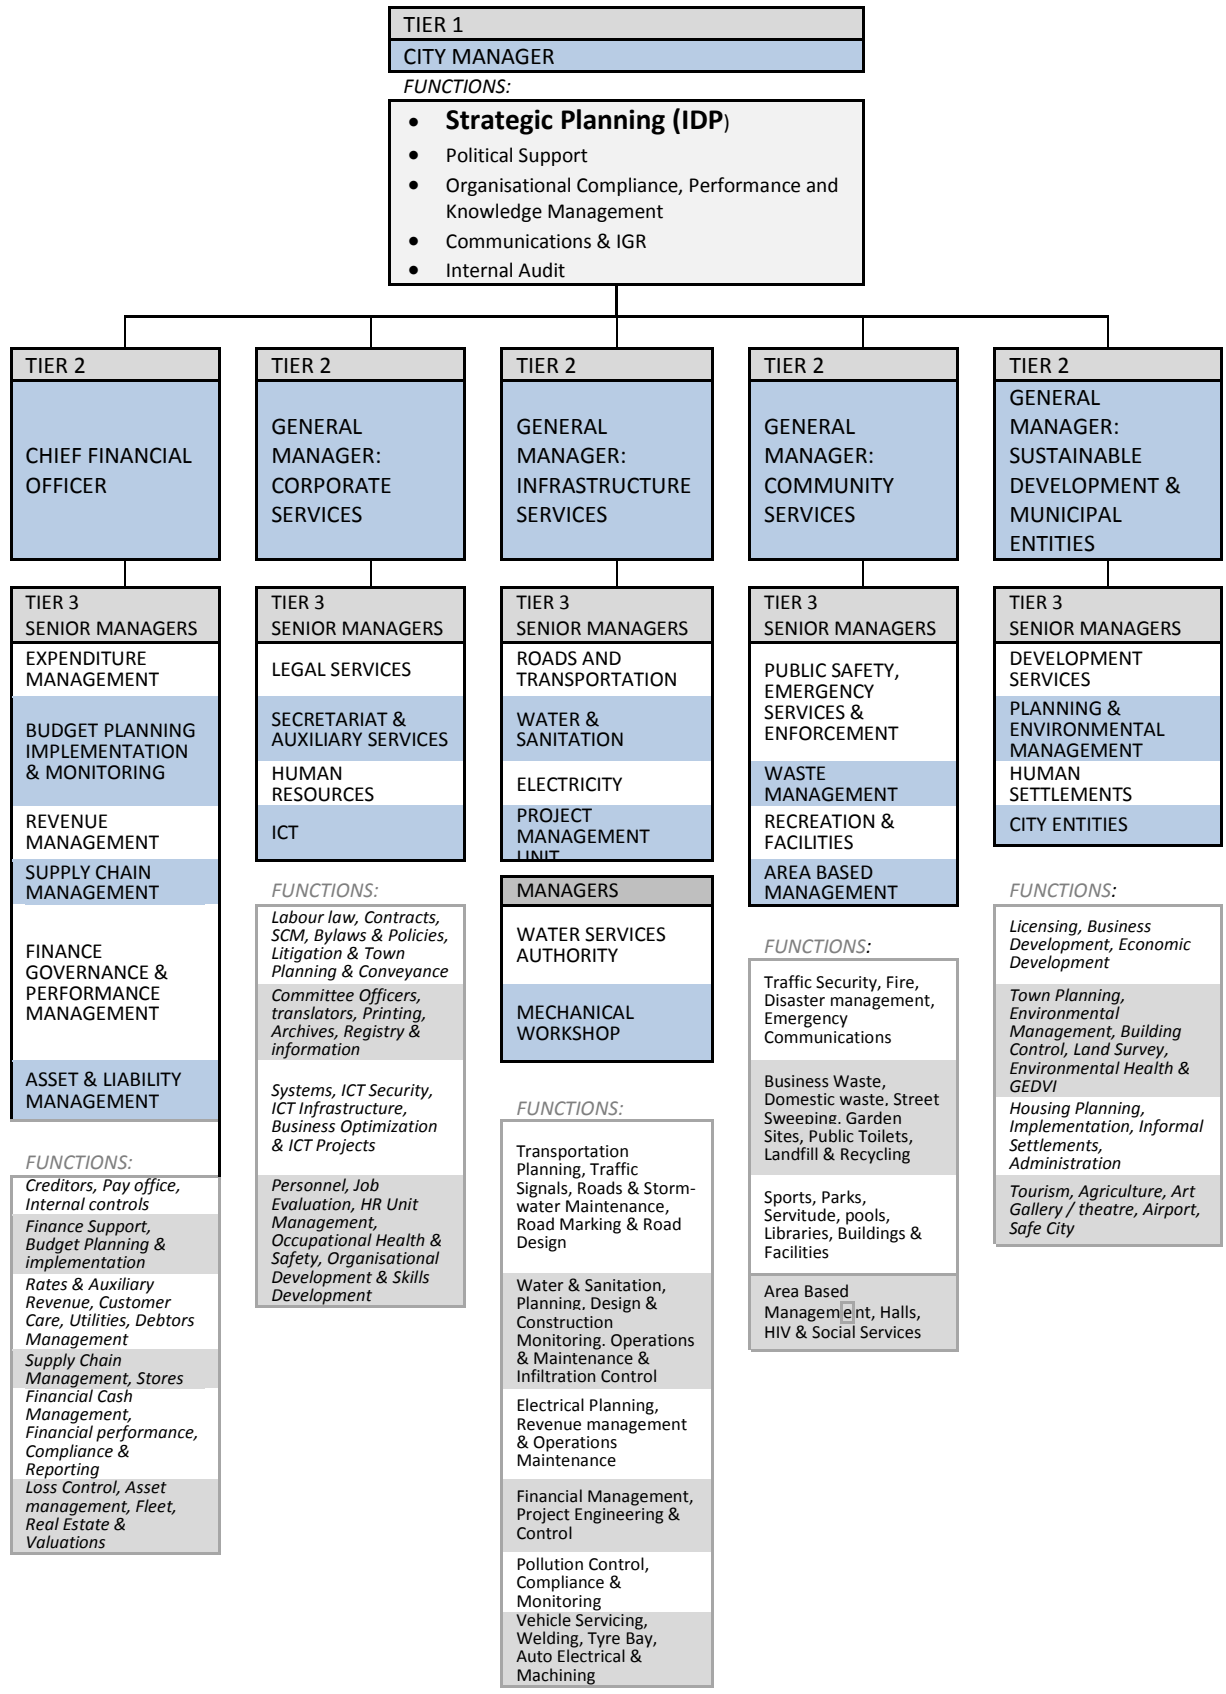 TIER 1
CITY MANAGER
FUNCTIONS:
• Strategic Planning (IDP)
• Political Support
• Organisational Compliance, Performance and
Knowledge Management
• Communications & IGR
• Internal Audit
TIER 2
CHIEF FINANCIAL
OFFICER
TIER 3
SENIOR MANAGERS
EXPENDITURE
MANAGEMENT
BUDGET PLANNING
IMPLEMENTATION
& MONITORING
REVENUE
MANAGEMENT
SUPPLY CHAIN
MANAGEMENT
FINANCE
GOVERNANCE &
PERFORMANCE
MANAGEMENT
ASSET & LIABILITY
MANAGEMENT
FUNCTIONS:
Creditors, Pay office,
Internal controls
Finance Support,
Budget Planning &
implementation
Rates & Auxiliary
Revenue, Customer
Care, Utilities, Debtors
Management
Supply Chain
Management, Stores
Financial Cash
Management,
Financial performance,
Compliance &
Reporting
Loss Control, Asset
management, Fleet,
Real Estate &
Valuations
TIER 2
GENERAL
MANAGER:
CORPORATE
SERVICES
TIER 3
SENIOR MANAGERS
LEGAL SERVICES
SECRETARIAT &
AUXILIARY SERVICES
HUMAN
RESOURCES
ICT
FUNCTIONS:
Labour law, Contracts,
SCM, Bylaws & Policies,
Litigation & Town
Planning & Conveyance
Committee Officers,
translators, Printing,
Archives, Registry &
information
Systems, ICT Security,
ICT Infrastructure,
Business Optimization
& ICT Projects
Personnel, Job
Evaluation, HR Unit
Management,
Occupational Health &
Safety, Organisational
Development & Skills
Development
TIER 2
GENERAL
MANAGER:
INFRASTRUCTURE
SERVICES
TIER 3
SENIOR MANAGERS
ROADS AND
TRANSPORTATION
WATER &
SANITATION
ELECTRICITY
PROJECT
MANAGEMENT
UNIT
MANAGERS
WATER SERVICES
AUTHORITY
MECHANICAL
WORKSHOP
FUNCTIONS:
Transportation
Planning, Traffic
Signals, Roads & Storm-
water Maintenance,
Road Marking & Road
Design
Water & Sanitation,
Planning, Design &
Construction
Monitoring. Operations
& Maintenance &
Infiltration Control
Electrical Planning,
Revenue management
& Operations
Maintenance
Financial Management,
Project Engineering &
Control
Pollution Control,
Compliance &
Monitoring
Vehicle Servicing,
Welding, Tyre Bay,
Auto Electrical &
Machining
TIER 2
GENERAL
MANAGER:
COMMUNITY
SERVICES
TIER 3
SENIOR MANAGERS
PUBLIC SAFETY,
EMERGENCY
SERVICES &
ENFORCEMENT
WASTE
MANAGEMENT
RECREATION &
FACILITIES
AREA BASED
MANAGEMENT
FUNCTIONS:
Traffic Security, Fire,
Disaster management,
Emergency
Communications
Business Waste,
Domestic waste, Street
Sweeping, Garden
Sites, Public Toilets,
Landfill & Recycling
Sports, Parks,
Servitude, pools,
Libraries, Buildings &
Facilities
Area Based
Management, Halls,
HIV & Social Services
TIER 2
GENERAL
MANAGER:
SUSTAINABLE
DEVELOPMENT &
MUNICIPAL
ENTITIES
TIER 3
SENIOR MANAGERS
DEVELOPMENT
SERVICES
PLANNING &
ENVIRONMENTAL
MANAGEMENT
HUMAN
SETTLEMENTS
CITY ENTITIES
FUNCTIONS:
Licensing, Business
Development, Economic
Development
Town Planning,
Environmental
Management, Building
Control, Land Survey,
Environmental Health &
GEDVI
Housing Planning,
Implementation, Informal
Settlements,
Administration
Tourism, Agriculture, Art
Gallery / theatre, Airport,
Safe City